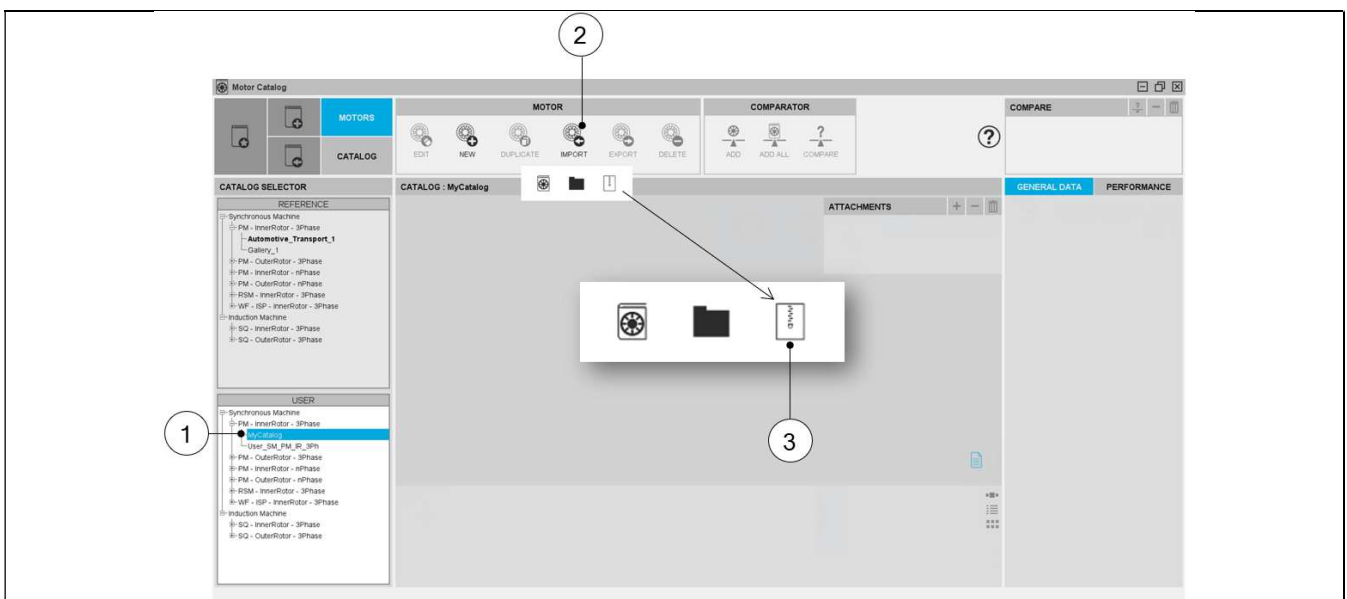 2
Motor Catalog
MOTORS
CATALOG
MOTOR
EDIT NEW DUPLICATE IMPORT EXPORT DELETE
COMPARATOR
ADD ADD ALL COMPARE
?
COMPARE
CATALOG SELECTOR
CATALOG : MyCatalog
GENERAL DATA PERFORMANCE
REFERENCE
Synchronous Machine
PM - InnerRotor - 3Phase
Automotive_Transport_1
Gallery_1
PM - OuterRotor - 3Phase
PM - InnerRotor - nPhase
PM - OuterRotor - nPhase
RSM - InnerRotor - 3Phase
WF - ISP - InnerRotor - 3Phase
Induction Machine
SQ - InnerRotor - 3Phase
SQ - OuterRotor - 3Phase
ATTACHMENTS
USER
Synchronous Machine
PM - InnerRotor - 3Phase
1
MyCatalog
User_SM_PM_IR_3Ph
PM - OuterRotor - 3Phase
PM - InnerRotor - nPhase
PM - OuterRotor - nPhase
RSM - InnerRotor - 3Phase
WF - ISP - InnerRotor - 3Phase
Induction Machine
SQ - InnerRotor - 3Phase
SQ - OuterRotor - 3Phase
3